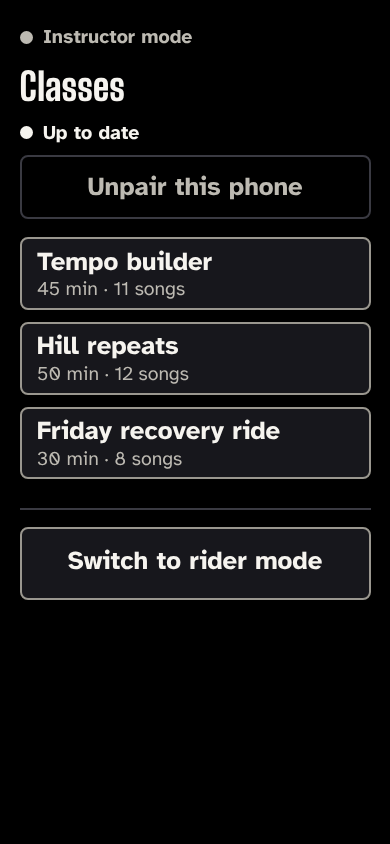 Instructor mode
Classes
Up to date
Unpair this phone
Tempo builder
45 min · 11 songs
Hill repeats
50 min · 12 songs
Friday recovery ride
30 min · 8 songs
Switch to rider mode